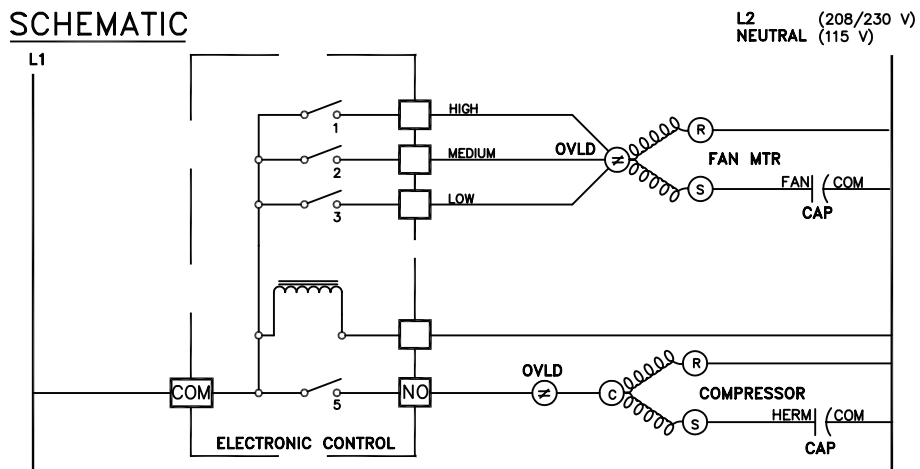 SCHEMATIC
L2 (208/230 V)
NEUTRAL (115 V)
L1
HIGH
1
MEDIUM
2
LOW
3
OVLD
R
FAN MTR
S
FAN
COM
CAP
COM
5
NO
OVLD
C
R
COMPRESSOR
S
HERM
COM
CAP
ELECTRONIC CONTROL